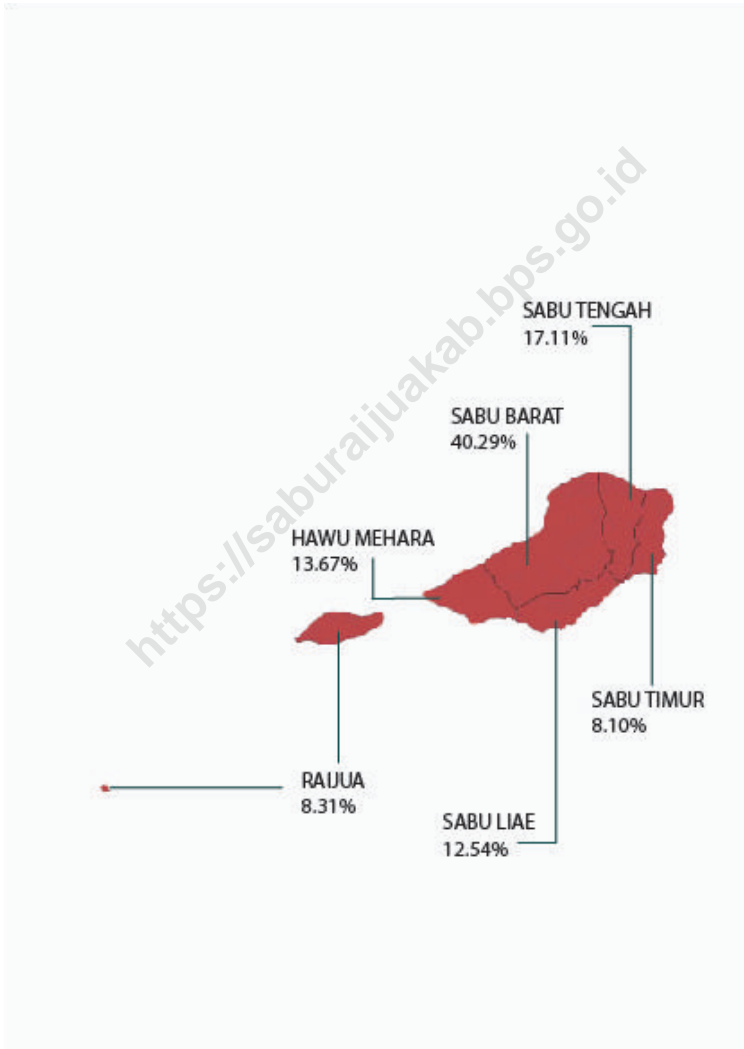 https://saburaijuakab.bps.go.id
SABU TENGAH
17.11%
SABU BARAT
40.29%
HAWU MEHARA
13.67%
SABU TIMUR
8.10%
RAIJUA
8.31%
SABU LIAE
12.54%